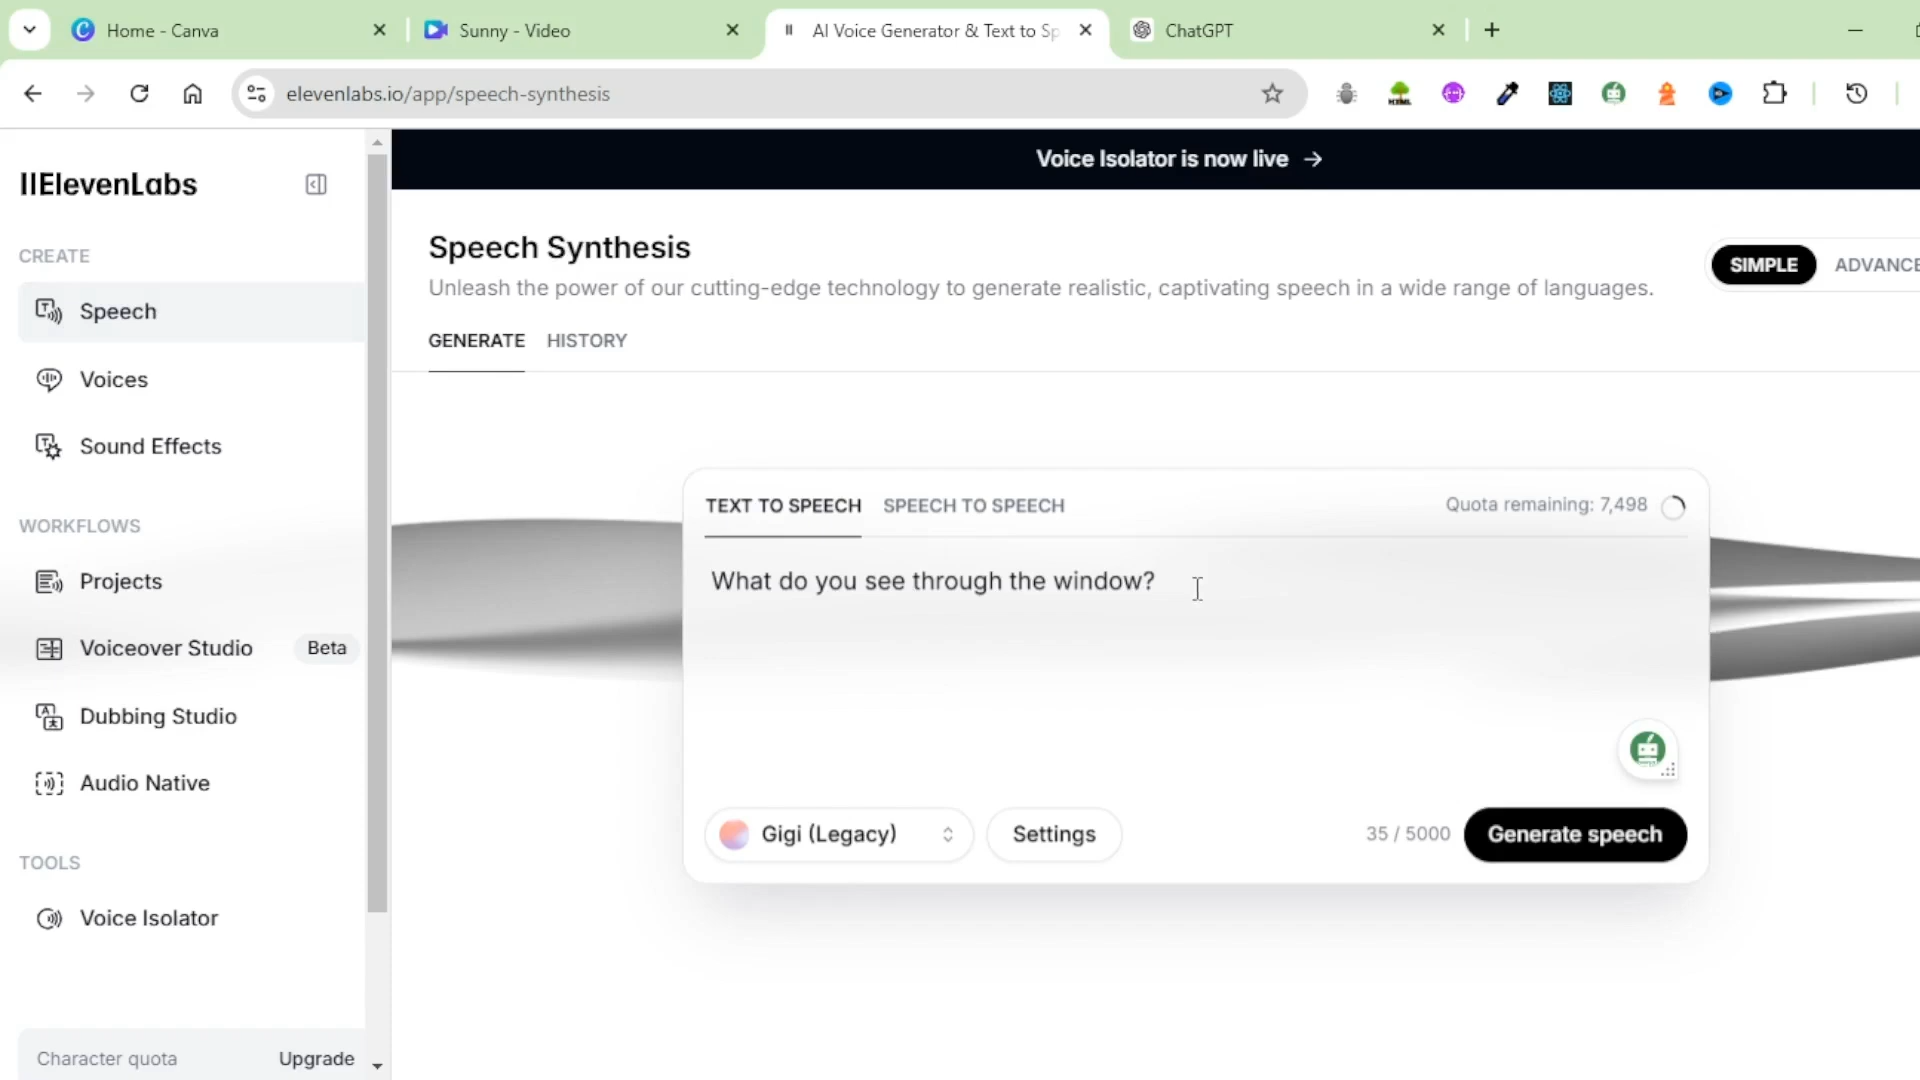 Home - Canva
Sunny - Video
AI Voice Generator & Text to Sp
ChatGPT
elevenlabs.io/app/speech-synthesis
Voice Isolator is now live →
IIElevenLabs
CREATE
Speech
Voices
Sound Effects
WORKFLOWS
Projects
Voiceover Studio Beta
Dubbing Studio
Audio Native
TOOLS
Voice Isolator
Character quota Upgrade
Speech Synthesis
Unleash the power of our cutting-edge technology to generate realistic, captivating speech in a wide range of languages.
SIMPLE ADVANCE
GENERATE HISTORY
TEXT TO SPEECH SPEECH TO SPEECH Quota remaining: 7,498
What do you see through the window?
Gigi (Legacy) Settings 35 / 5000 Generate speech